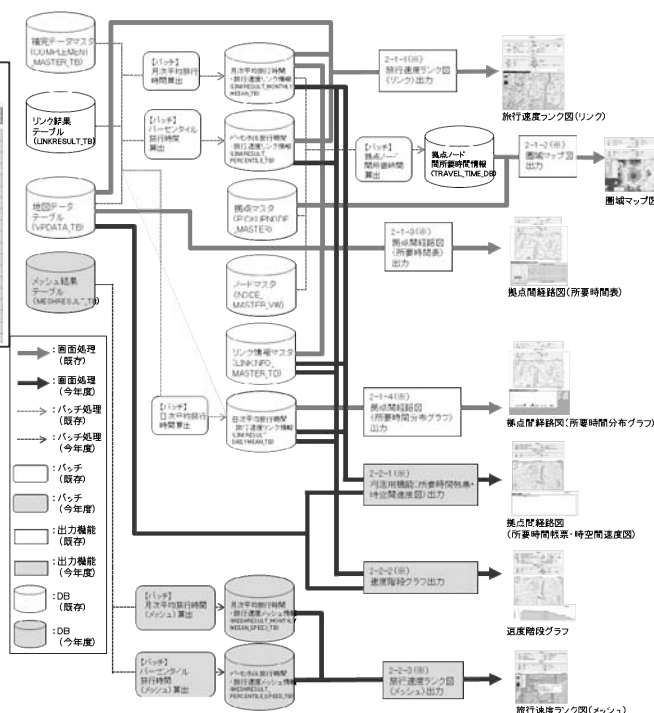 補完データマスタ
(COMPLEMENT
_MASTER_TB)
リンク結果
テーブル
(LINKRESULT_TB)
地図データ
テーブル
(VPDATA_TB)
メッシュ結果
テーブル
(MESHRESULT_TB)
:画面処理
(既存)
:画面処理
(今年度)
:バッチ処理
(既存)
:バッチ処理
(今年度)
:バッチ
(既存)
:バッチ
(今年度)
:出力機能
(既存)
:出力機能
(今年度)
:DB
(既存)
:DB
(今年度)
【バッチ】
月次平均旅行
時間算出
【バッチ】
パーセンタイル
旅行時間
算出
【バッチ】
日次平均旅行
時間算出
【バッチ】
月次平均旅行時間
(メッシュ)算出
【バッチ】
パーセンタイル
旅行時間
(メッシュ)算出
月次平均旅行時間
・旅行速度リンク情報
(LINKRESULT_MONTHLY
パーセンタイル旅行時間
・旅行速度リンク情報
(LINKRESULT_
PERCENTILE_TB)
拠点マスタ
_MASTER)
ノードマスタ
(NODE_
MASTER_VW)
リンク情報マスタ
(LINKINFO_
日次平均旅行時間
・旅行速度リンク情報
月次平均旅行時間
・旅行速度メッシュ情報
(MESHRESULT_MONTHLY
パーセンタイル旅行時間
・旅行速度メッシュ情報
(MESHRESULT_
PERCENTILE_SPEED_TB)
【バッチ】
拠点ノード
間所要時間
算出
拠点ノード
間所要時間情報
(TRAVEL_TIME_DB)
2-1-1(※)
旅行速度ランク図
(リンク)出力
2-1-2(※)
圏域マップ図
出力
2-1-3(※)
拠点間経路図
(所要時間表)
出力
2-1-4(※)
拠点間経路図
(所要時間分布グラフ)
出力
2-2-1(※)
利活用機能(所要時間帳票・
時空間速度図)出力
2-2-2(※)
速度階段グラフ出力
2-2-3(※)
旅行速度ランク図
(メッシュ)出力
旅行速度ランク図(リンク)
圏域マップ図
拠点間経路図(所要時間表)
拠点間経路図(所要時間分布グラフ)
拠点間経路図
(所要時間帳票・時空間速度図)
速度階段グラフ
旅行速度ランク図(メッシュ)